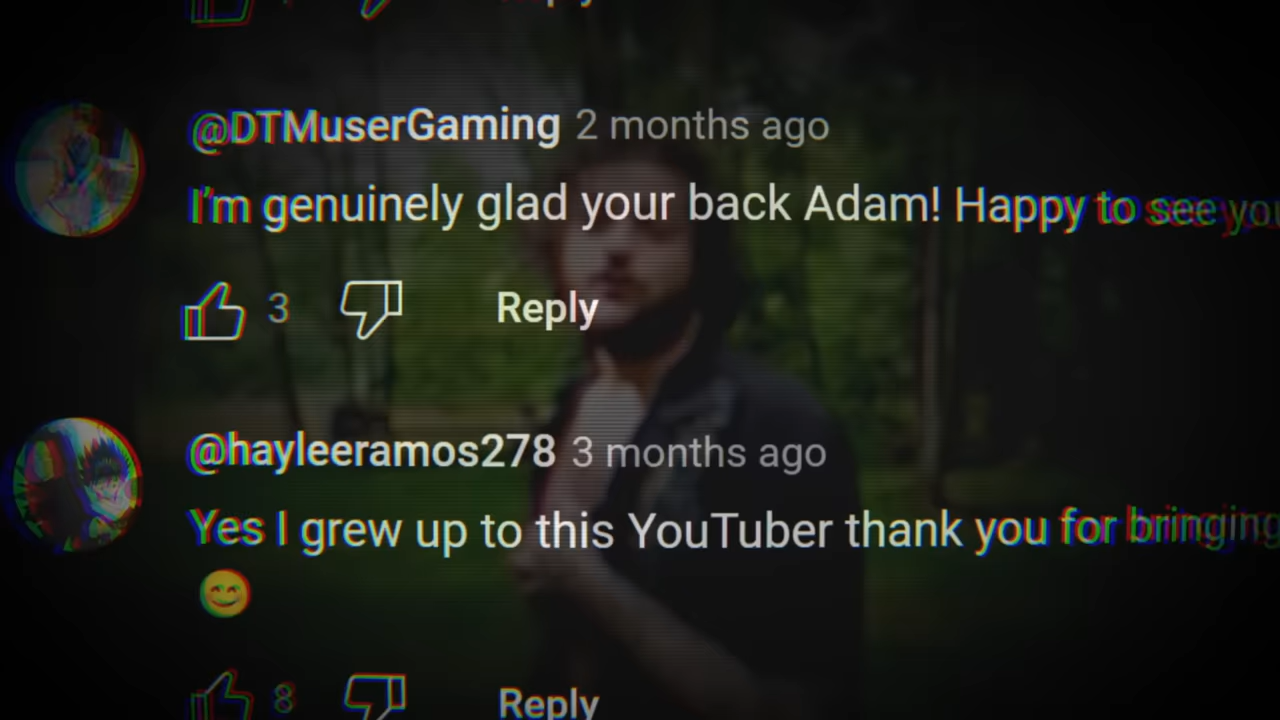 @DTMuserGaming 2 months ago
I'm genuinely glad your back Adam! Happy to see
3
Reply
@hayleeramos278 3 months ago
Yes I grew up to this YouTuber thank you for bringing
😄
8
Reply